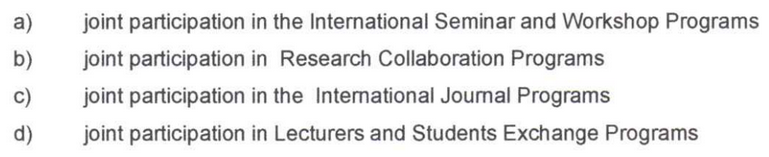 a) joint participation in the International Seminar and Workshop Programs
b) joint participation in Research Collaboration Programs
c) joint participation in the International Journal Programs
d) joint participation in Lecturers and Students Exchange Programs